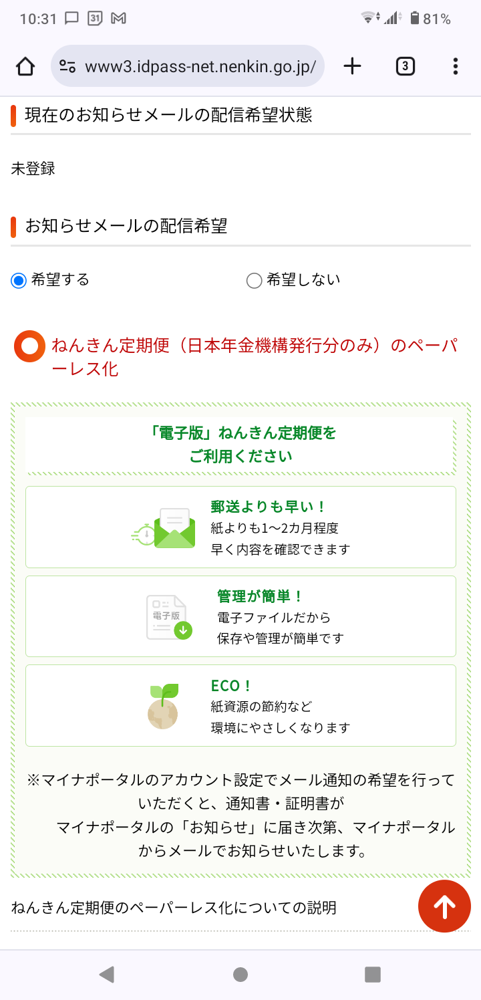 10:31
31
81%
www3.idpass-net.nenkin.go.jp/
3
現在のお知らせメールの配信希望状態
未登録
お知らせメールの配信希望
希望する
希望しない
ねんきん定期便（日本年金機構発行分のみ）のペーパ
ーレス化
「電子版」ねんきん定期便を
ご利用ください
郵送よりも早い！
紙よりも1～2カ月程度
早く内容を確認できます
電子版
管理が簡単！
電子ファイルだから
保存や管理が簡単です
ECO！
紙資源の節約など
環境にやさしくなります
※マイナポータルのアカウント設定でメール通知の希望を行って
いただくと、通知書・証明書が
マイナポータルの「お知らせ」に届き次第、マイナポータル
からメールでお知らせいたします。
ねんきん定期便のペーパーレス化についての説明